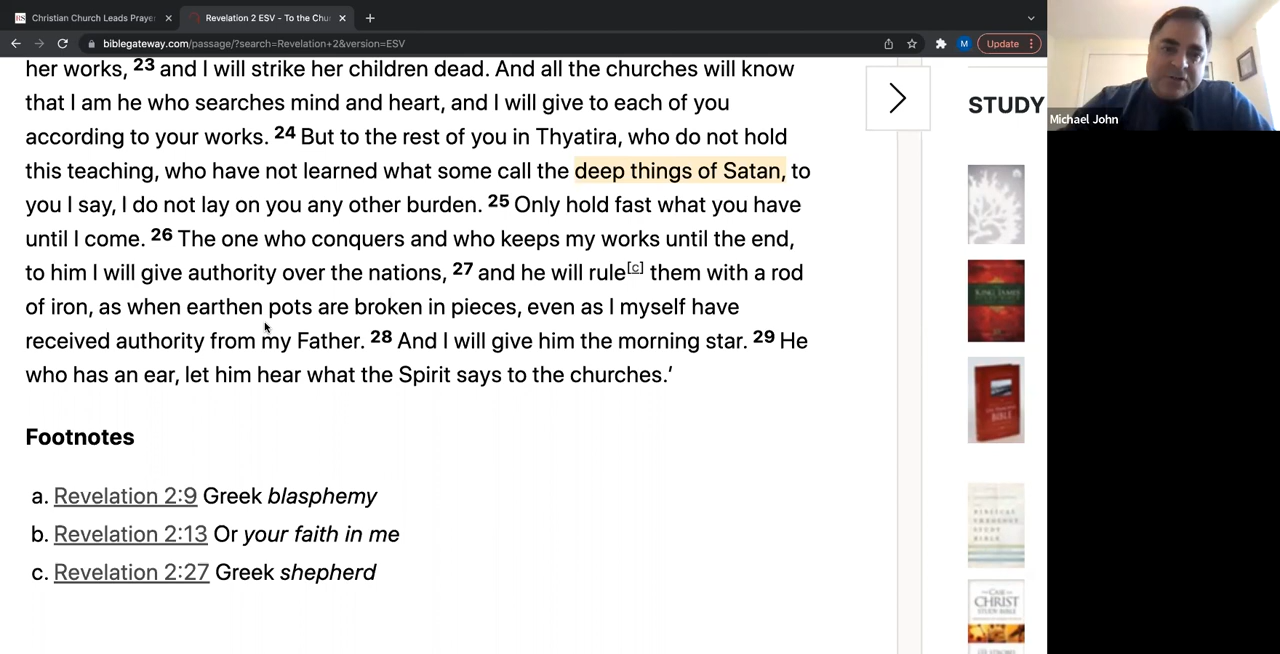 Christian Church Leads Prayer
Revelation 2 ESV - To the Chur
biblegateway.com/passage/?search=Revelation+2&version=ESV
M
Update
her works, 23 and I will strike her children dead. And all the churches will know
that I am he who searches mind and heart, and I will give to each of you
according to your works. 24 But to the rest of you in Thyatira, who do not hold
this teaching, who have not learned what some call the deep things of Satan, to
you I say, I do not lay on you any other burden. 25 Only hold fast what you have
until I come. 26 The one who conquers and who keeps my works until the end,
to him I will give authority over the nations, 27 and he will rule[c] them with a rod
of iron, as when earthen pots are broken in pieces, even as I myself have
received authority from my Father. 28 And I will give him the morning star. 29 He
who has an ear, let him hear what the Spirit says to the churches.’
Footnotes
a. Revelation 2:9 Greek blasphemy
b. Revelation 2:13 Or your faith in me
c. Revelation 2:27 Greek shepherd
STUDY
KING JAMES
BIBLE
CHRIST
Michael John